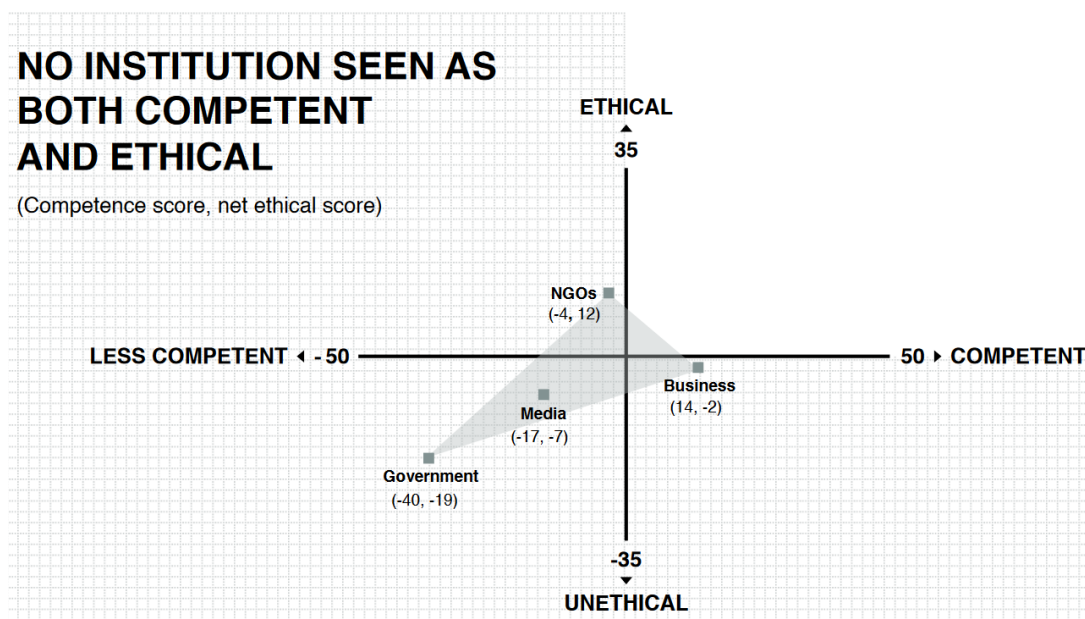 NO INSTITUTION SEEN AS
BOTH COMPETENT
AND ETHICAL
(Competence score, net ethical score)
ETHICAL
35
NGOs
(-4, 12)
LESS COMPETENT
- 50
50
COMPETENT
Business
(14, -2)
Media
(-17, -7)
Government
(-40, -19)
-35
UNETHICAL